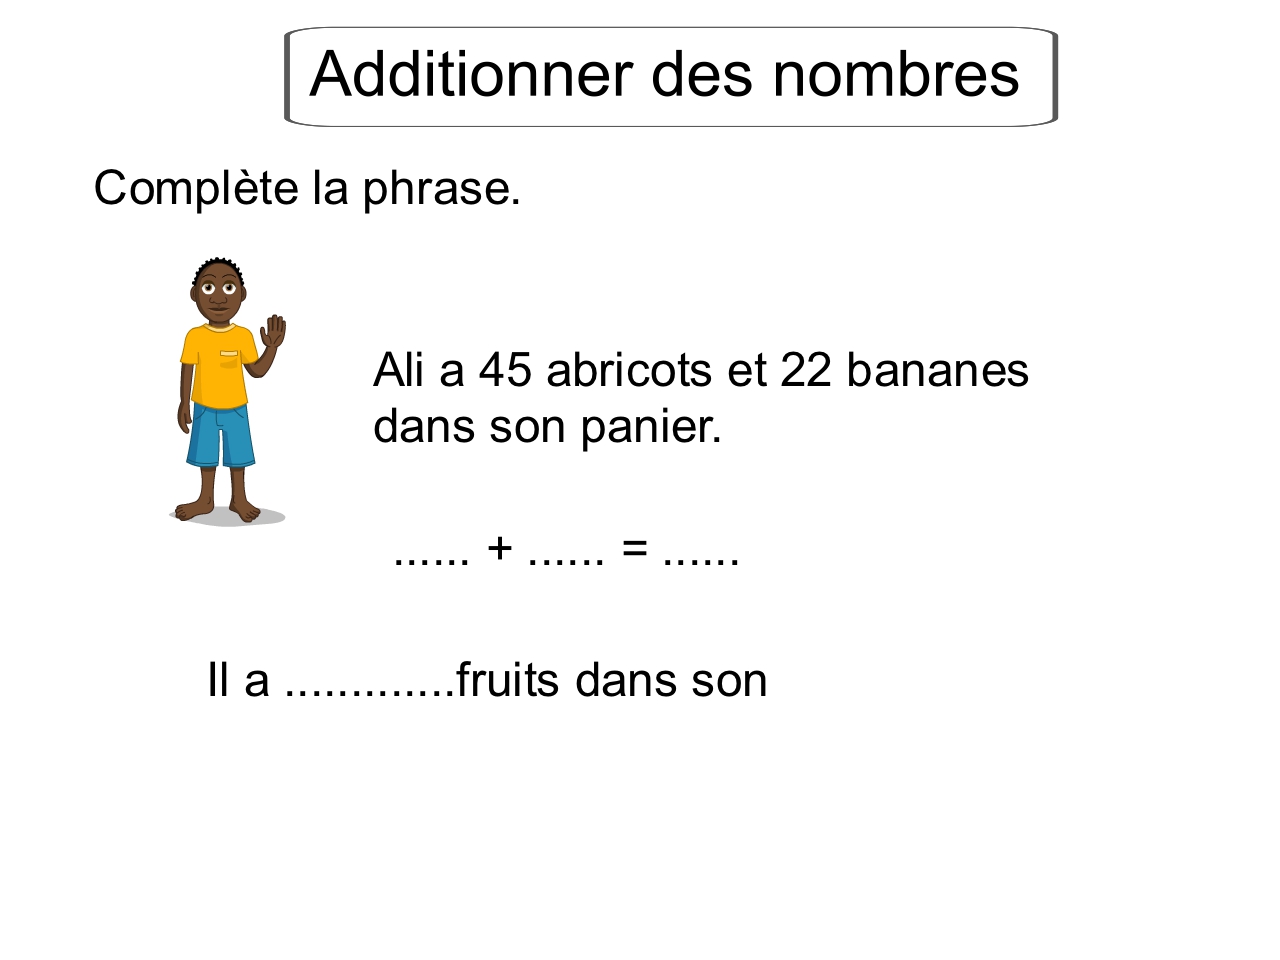 Additionner des nombres
Complète la phrase.
Ali a 45 abricots et 22 bananes
dans son panier.
...... + ...... = ......
Il a .............fruits dans son